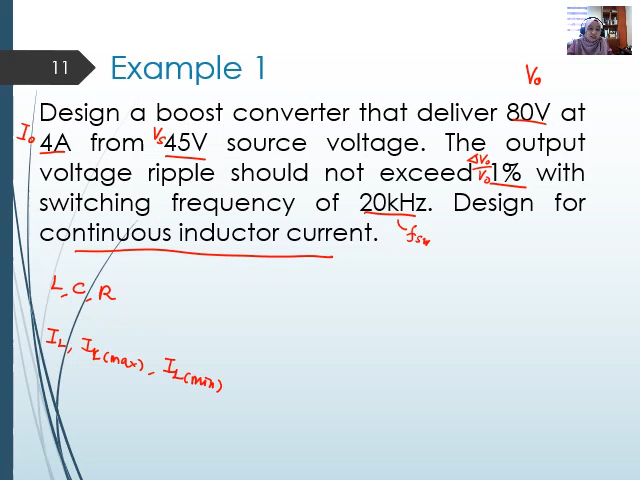 11
Example 1
Vo
Design a boost converter that deliver 80V at
Io
Vs
4A from 45V source voltage. The output
ΔVo/Vo
voltage ripple should not exceed 1% with
switching frequency of 20kHz. Design for
continuous inductor current.
fsw
L, C, R
IL, IL(max), IL(min)